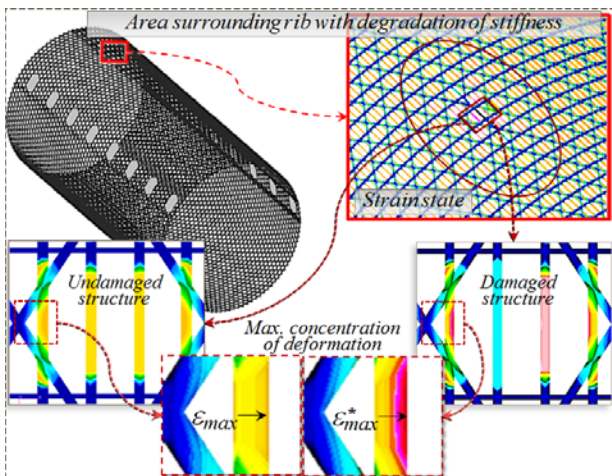 Area surrounding rib with degradation of stiffness
Strain state
Undamaged
structure
Damaged
structure
Max. concentration
of deformation
εmax
ε*max